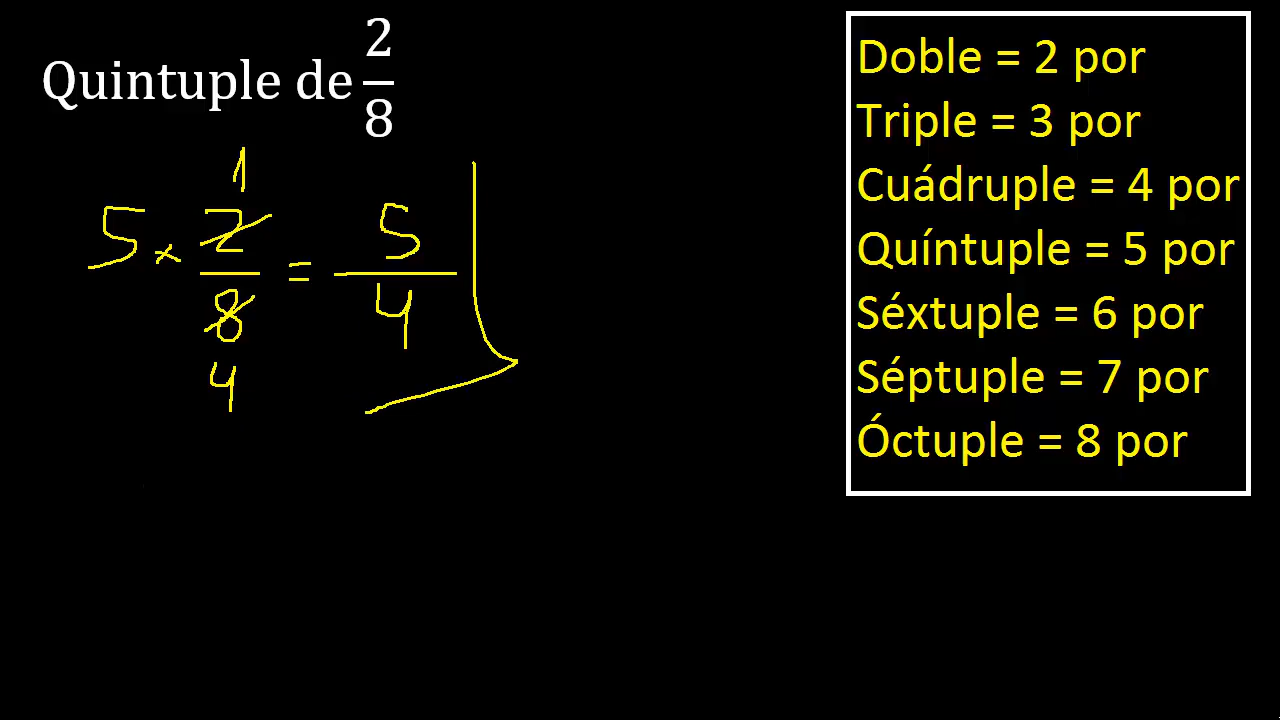 Quintuple de 2/8
5 × 2/8 = 5/4
1
4
Doble = 2 por
Triple = 3 por
Cuádruple = 4 por
Quíntuple = 5 por
Séxtuple = 6 por
Séptuple = 7 por
Óctuple = 8 por